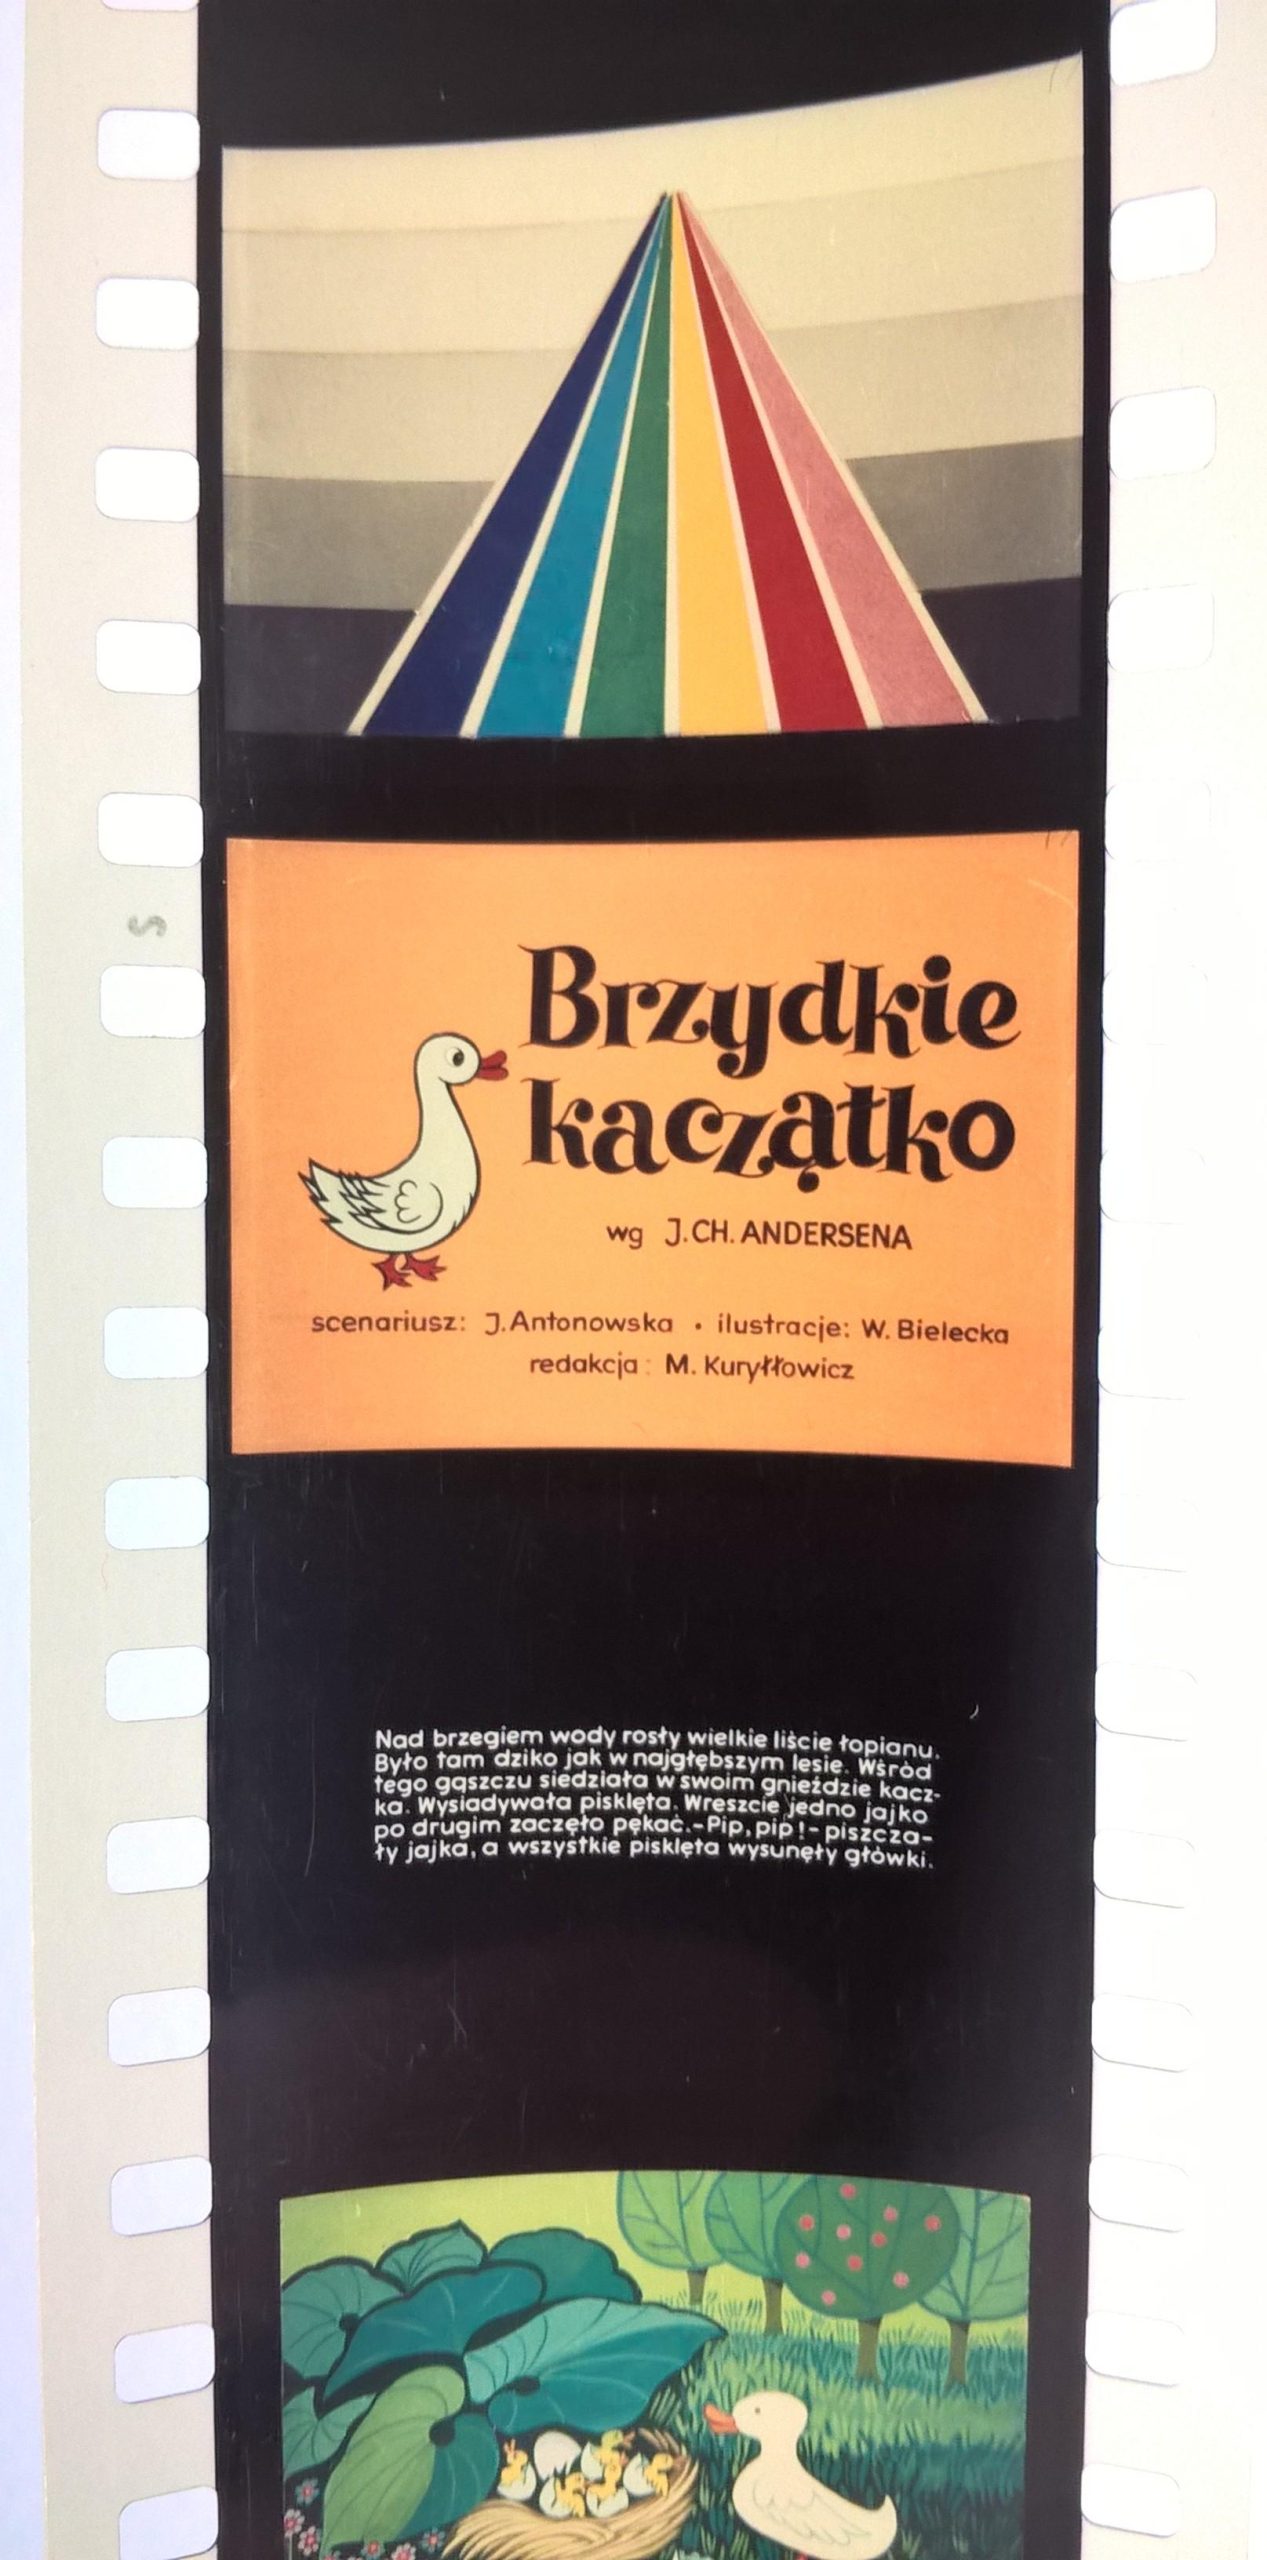 S
Brzydkie
kaczątko
wg J.CH. ANDERSENA
scenariusz: J. Antonowska • ilustracje: W. Bielecka
redakcja: M. Kuryłłowicz
Nad brzegiem wody rosły wielkie liście łopianu.
Było tam dziko jak w najgłębszym lesie. Wśród
tego gąszczu siedziała w swoim gnieździe kacz-
ka. Wysiadywała pisklęta. Wreszcie jedno jajko
po drugim zaczęło pękać.-Pip, pip!- piszcza-
ły jajka, a wszystkie pisklęta wysunęły główki.